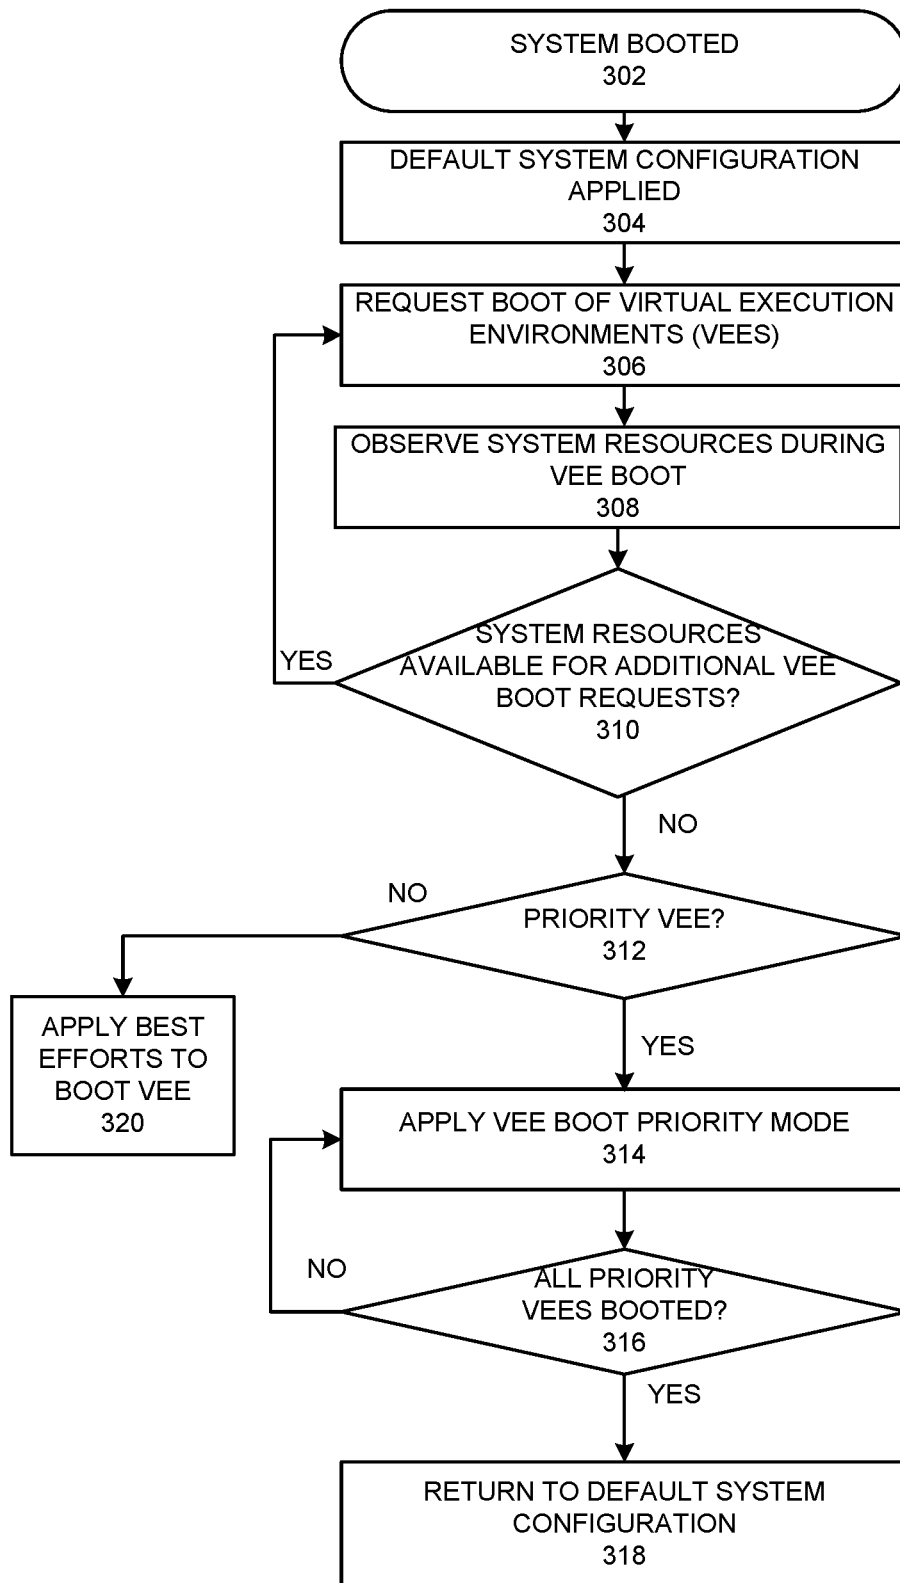 SYSTEM BOOTED
302
DEFAULT SYSTEM CONFIGURATION
APPLIED
304
REQUEST BOOT OF VIRTUAL EXECUTION
ENVIRONMENTS (VEES)
306
OBSERVE SYSTEM RESOURCES DURING
VEE BOOT
308
SYSTEM RESOURCES
AVAILABLE FOR ADDITIONAL VEE
BOOT REQUESTS?
310
YES
NO
PRIORITY VEE?
312
NO
APPLY BEST
EFFORTS TO
BOOT VEE
320
YES
APPLY VEE BOOT PRIORITY MODE
314
ALL PRIORITY
VEES BOOTED?
316
NO
YES
RETURN TO DEFAULT SYSTEM
CONFIGURATION
318